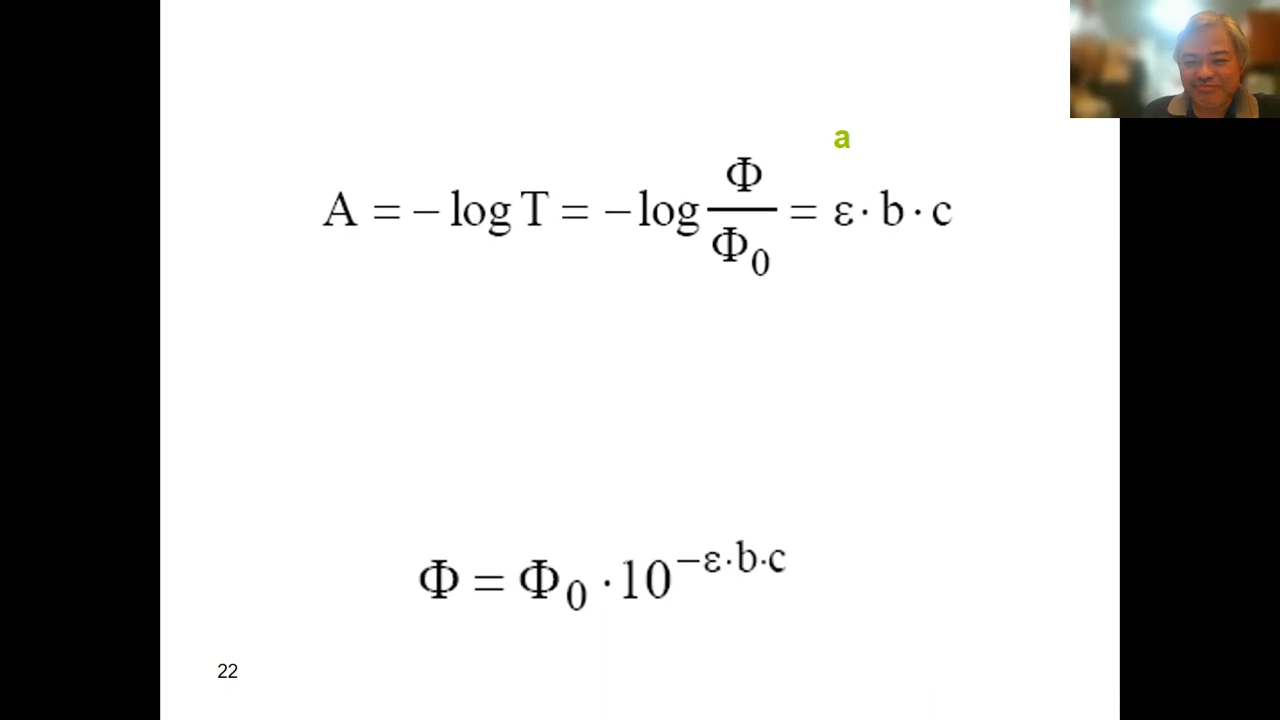 a
A = − log T = − log Φ/Φ₀ = ε · b · c
Φ = Φ₀ · 10^(−ε·b·c)
22